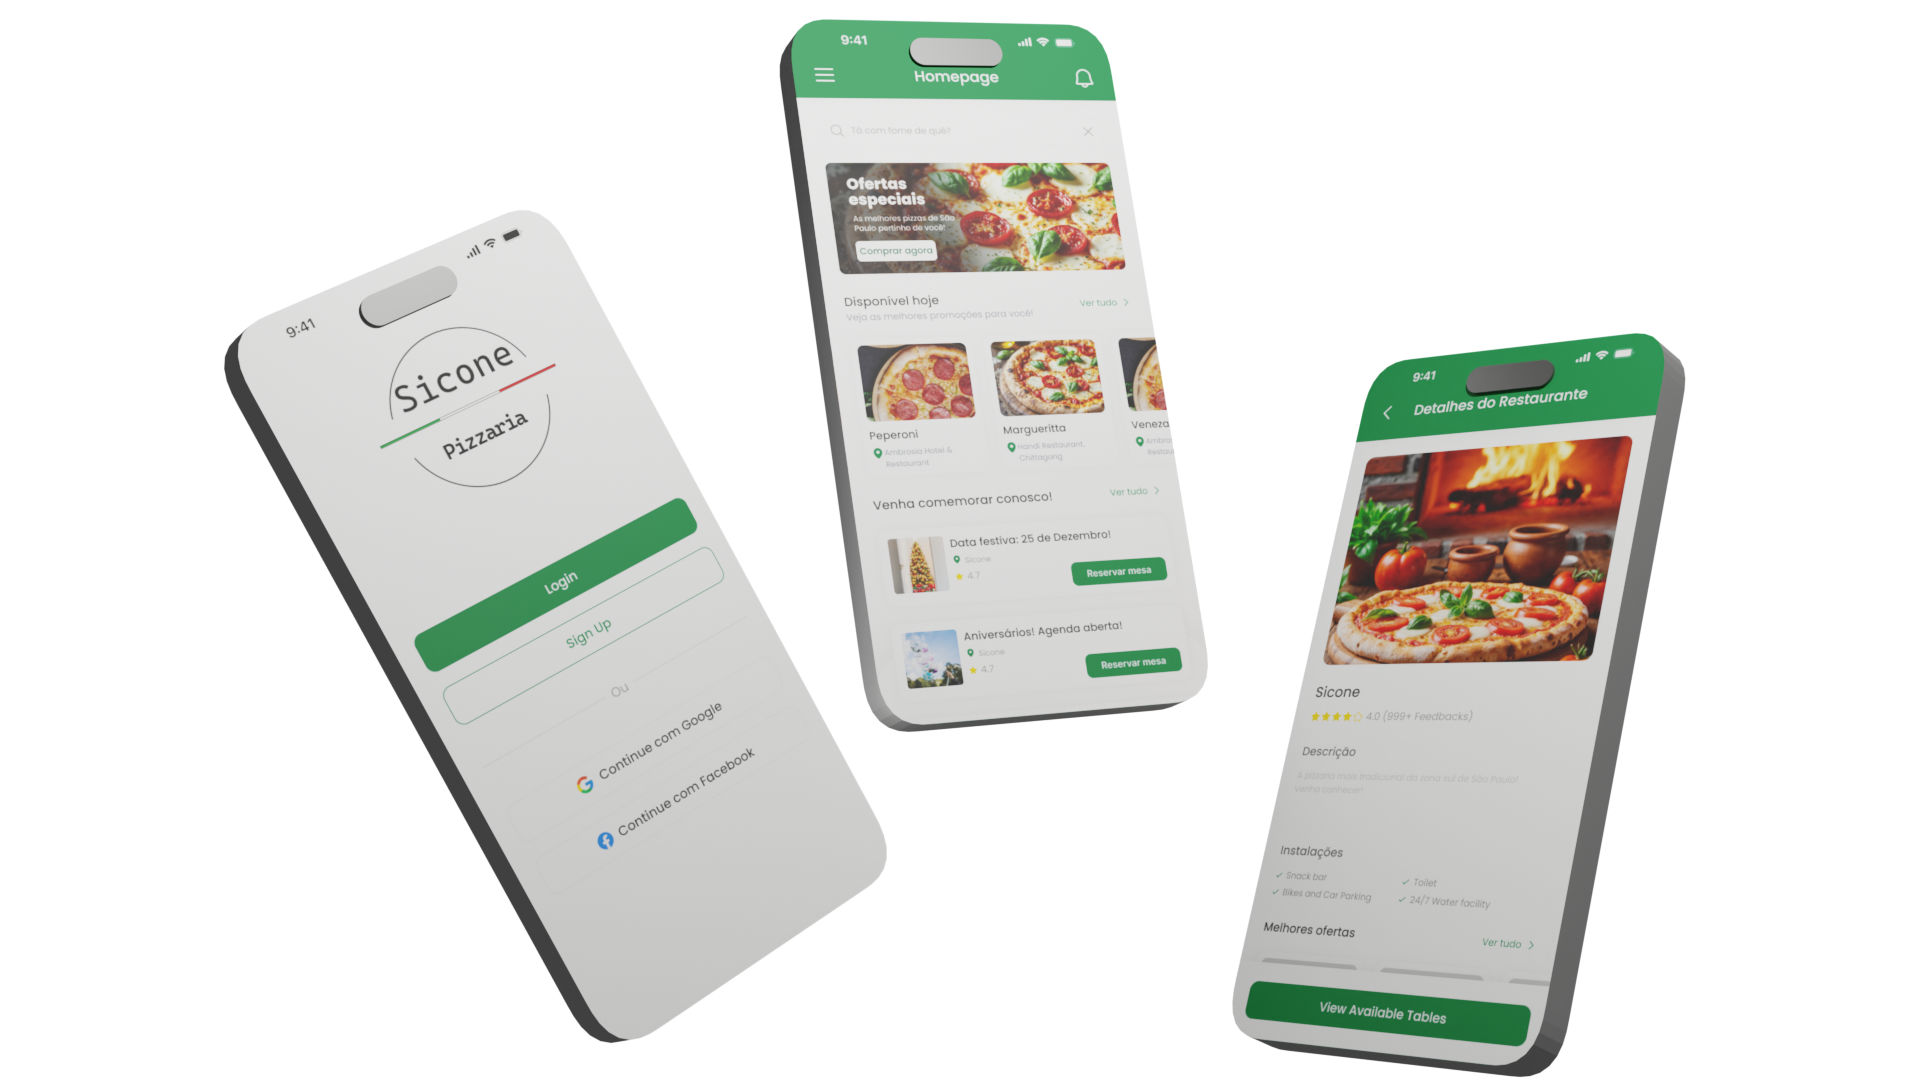 9:41
Sicone
Pizzaria
Login
Sign Up
Ou
Continue com Google
Continue com Facebook
9:41
Homepage
Tô com fome de quê?
Ofertas
especiais
As melhores pizzas de São
Paulo pertinho de você!
Comprar agora
Disponível hoje
Ver tudo
Veja as melhores promoções para você!
Peperoni
Ambrosia Hotel &
Restaurant
Margueritta
Handi Restaurant,
Chittagong
Veneza
Ambro
Restau
Venha comemorar conosco!
Ver tudo
Data festiva: 25 de Dezembro!
Sicone
4.7
Reservar mesa
Aniversários! Agenda aberta!
Sicone
4.7
Reservar mesa
9:41
Detalhes do Restaurante
Sicone
4.0 (999+ Feedbacks)
Descrição
A pizzaria mais tradicional da zona sul de São Paulo!
Venha conhecer!
Instalações
Snack bar
Toilet
Bikes and Car Parking
24/7 Water facility
Melhores ofertas
Ver tudo
View Available Tables